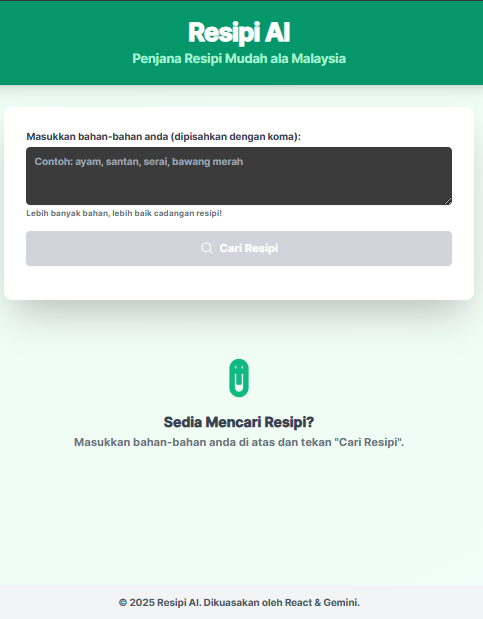 Resipi AI
Penjana Resipi Mudah ala Malaysia
Masukkan bahan-bahan anda (dipisahkan dengan koma):
Contoh: ayam, santan, serai, bawang merah
Lebih banyak bahan, lebih baik cadangan resipi!
Cari Resipi
Sedia Mencari Resipi?
Masukkan bahan-bahan anda di atas dan tekan "Cari Resipi".
© 2025 Resipi AI. Dikuasakan oleh React & Gemini.